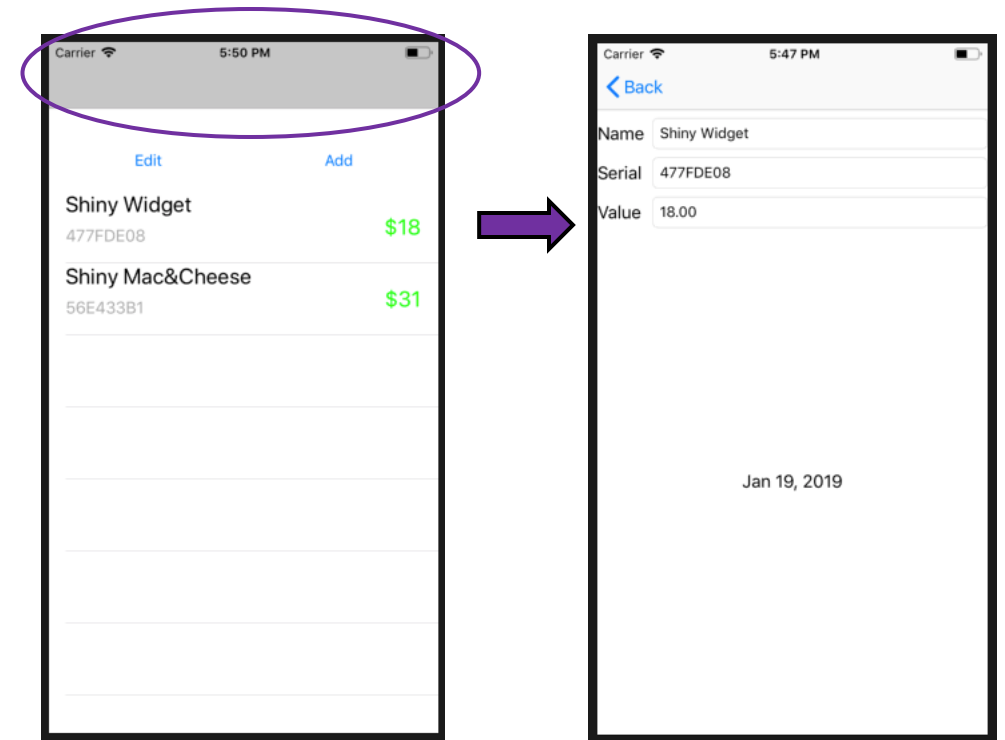 Carrier 5:50 PM
Edit Add
Shiny Widget
477FDE08 $18
Shiny Mac&Cheese
56E433B1 $31
Carrier 5:47 PM
Back
Name Shiny Widget
Serial 477FDE08
Value 18.00
Jan 19, 2019